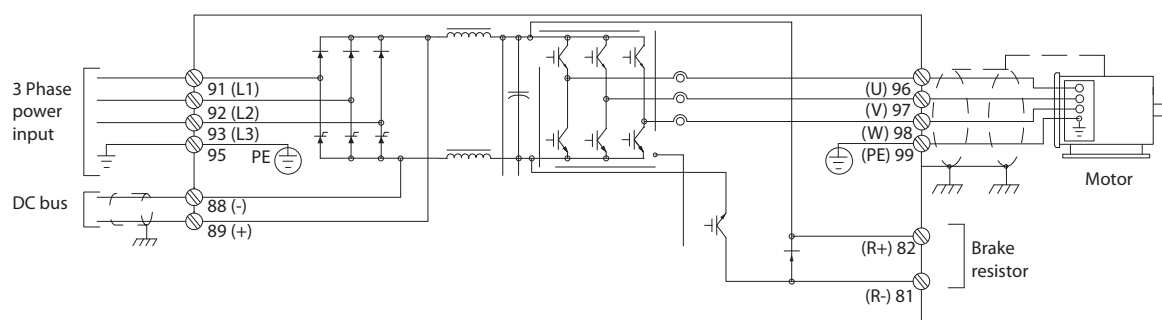 3 Phase
power
input
91 (L1)
92 (L2)
93 (L3)
95
PE
DC bus
88 (-)
89 (+)
(U) 96
(V) 97
(W) 98
(PE) 99
Motor
(R+) 82
Brake
resistor
(R-) 81